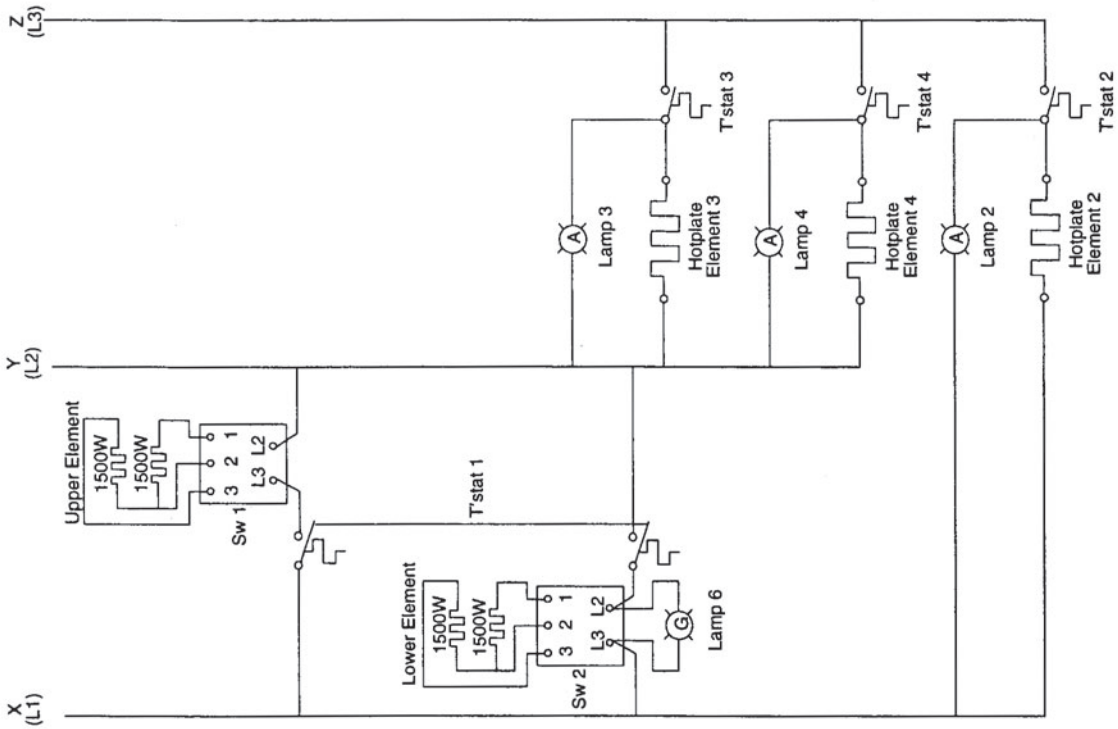 X
(L1)
Y
(L2)
Z
(L3)
Upper Element
1500W
1500W
1
2
3
L2
L3
Sw 1
T'stat 1
Lower Element
1500W
1500W
1
2
3
L2
L3
Sw 2
G
Lamp 6
A
Lamp 3
Hotplate
Element 3
T'stat 3
A
Lamp 4
Hotplate
Element 4
T'stat 4
A
Lamp 2
Hotplate
Element 2
T'stat 2